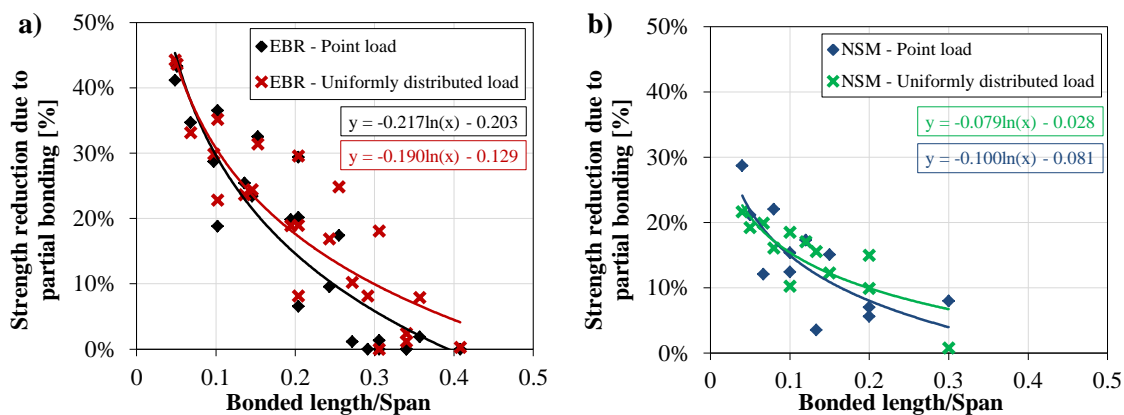 a)
Strength reduction due to
partial bonding [%]
50%
40%
30%
20%
10%
0%
EBR - Point load
EBR - Uniformly distributed load
y = -0.217ln(x) - 0.203
y = -0.190ln(x) - 0.129
0
0.1
0.2
0.3
0.4
0.5
Bonded length/Span
b)
Strength reduction due to
partial bonding [%]
50%
40%
30%
20%
10%
0%
NSM - Point load
NSM - Uniformly distributed load
y = -0.079ln(x) - 0.028
y = -0.100ln(x) - 0.081
0
0.1
0.2
0.3
0.4
0.5
Bonded length/Span